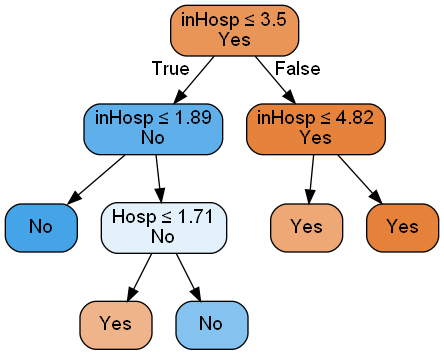 inHosp ≤ 3.5
Yes
True
False
inHosp ≤ 1.89
No
inHosp ≤ 4.82
Yes
No
Hosp ≤ 1.71
No
Yes
Yes
Yes
No